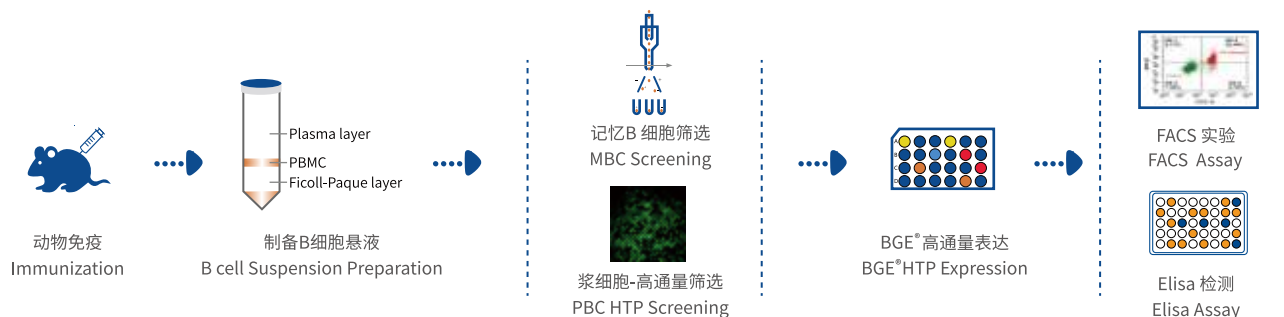 动物免疫
Immunization
Plasma layer
PBMC
Ficoll-Paque layer
制备B细胞悬液
B cell Suspension Preparation
记忆B 细胞筛选
MBC Screening
浆细胞-高通量筛选
PBC HTP Screening
A
B
C
D
BGE®高通量表达
BGE®HTP Expression
FACS 实验
FACS Assay
Elisa 检测
Elisa Assay